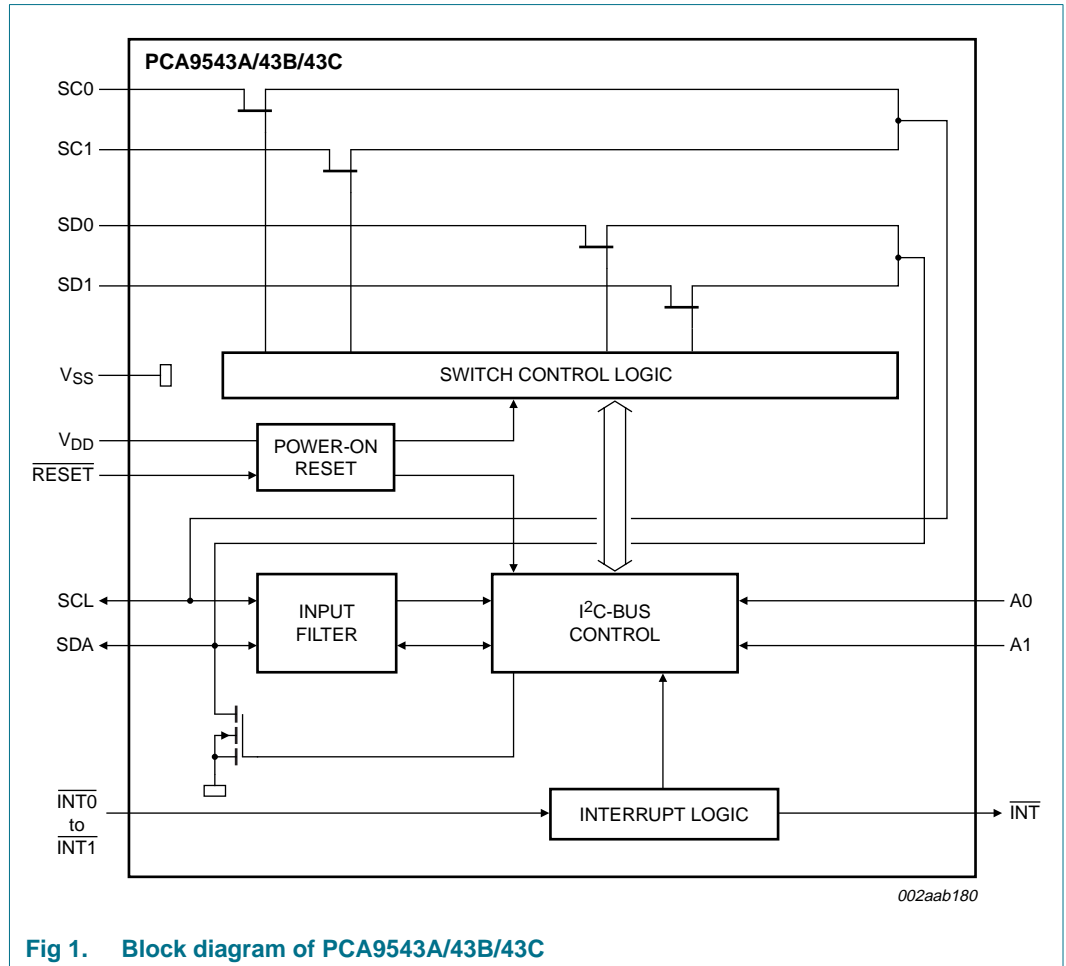 PCA9543A/43B/43C
SC0
SC1
SD0
SD1
VSS
SWITCH CONTROL LOGIC
VDD
POWER-ON
RESET
RESET
SCL
INPUT
FILTER
I2C-BUS
CONTROL
A0
SDA
A1
INT0
to
INT1
INTERRUPT LOGIC
INT
002aab180
Fig 1. Block diagram of PCA9543A/43B/43C